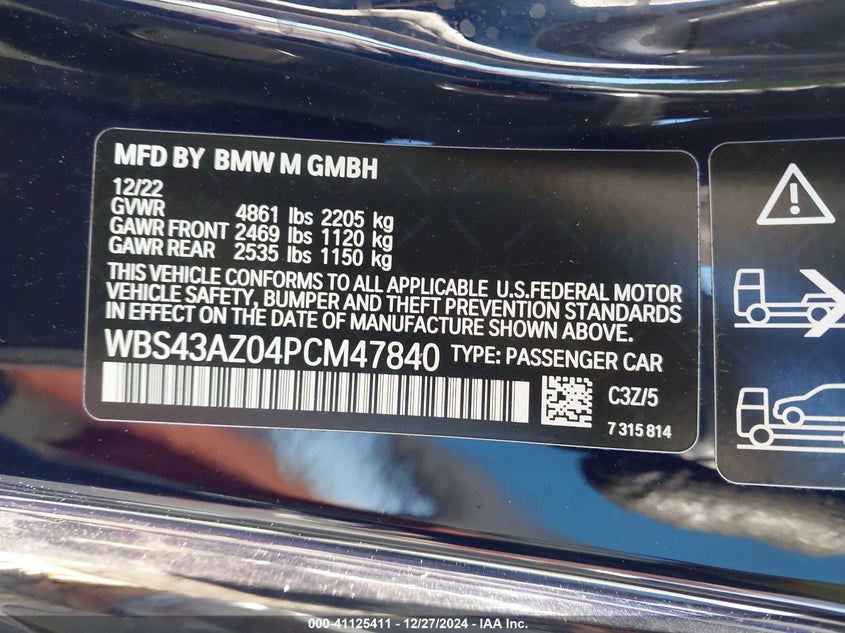 MFD BY BMW M GMBH
12/22
GVWR 4861 lbs 2205 kg
GAWR FRONT 2469 lbs 1120 kg
GAWR REAR 2535 lbs 1150 kg
THIS VEHICLE CONFORMS TO ALL APPLICABLE U.S.FEDERAL MOTOR
VEHICLE SAFETY, BUMPER AND THEFT PREVENTION STANDARDS
IN EFFECT ON THE DATE OF MANUFACTURE SHOWN ABOVE.
WBS43AZ04PCM47840 TYPE: PASSENGER CAR
C3Z/5
7 315 814
000-41125411 - 12/27/2024 - IAA Inc.